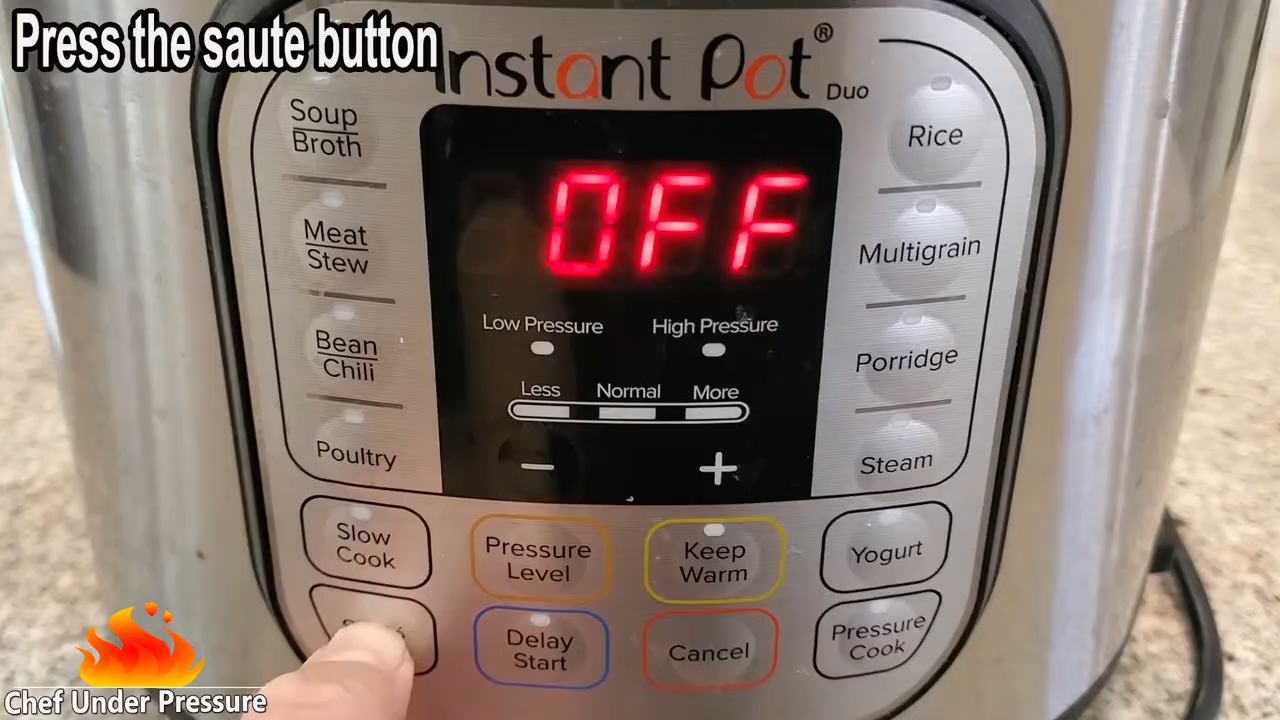 Press the saute button
Instant Pot® Duo
OFF
Soup
Broth
Meat
Stew
Bean
Chili
Poultry
Low Pressure High Pressure
Less Normal More
− +
Rice
Multigrain
Porridge
Steam
Slow
Cook
Pressure
Level
Keep
Warm
Yogurt
Delay
Start
Cancel
Pressure
Cook
Chef Under Pressure